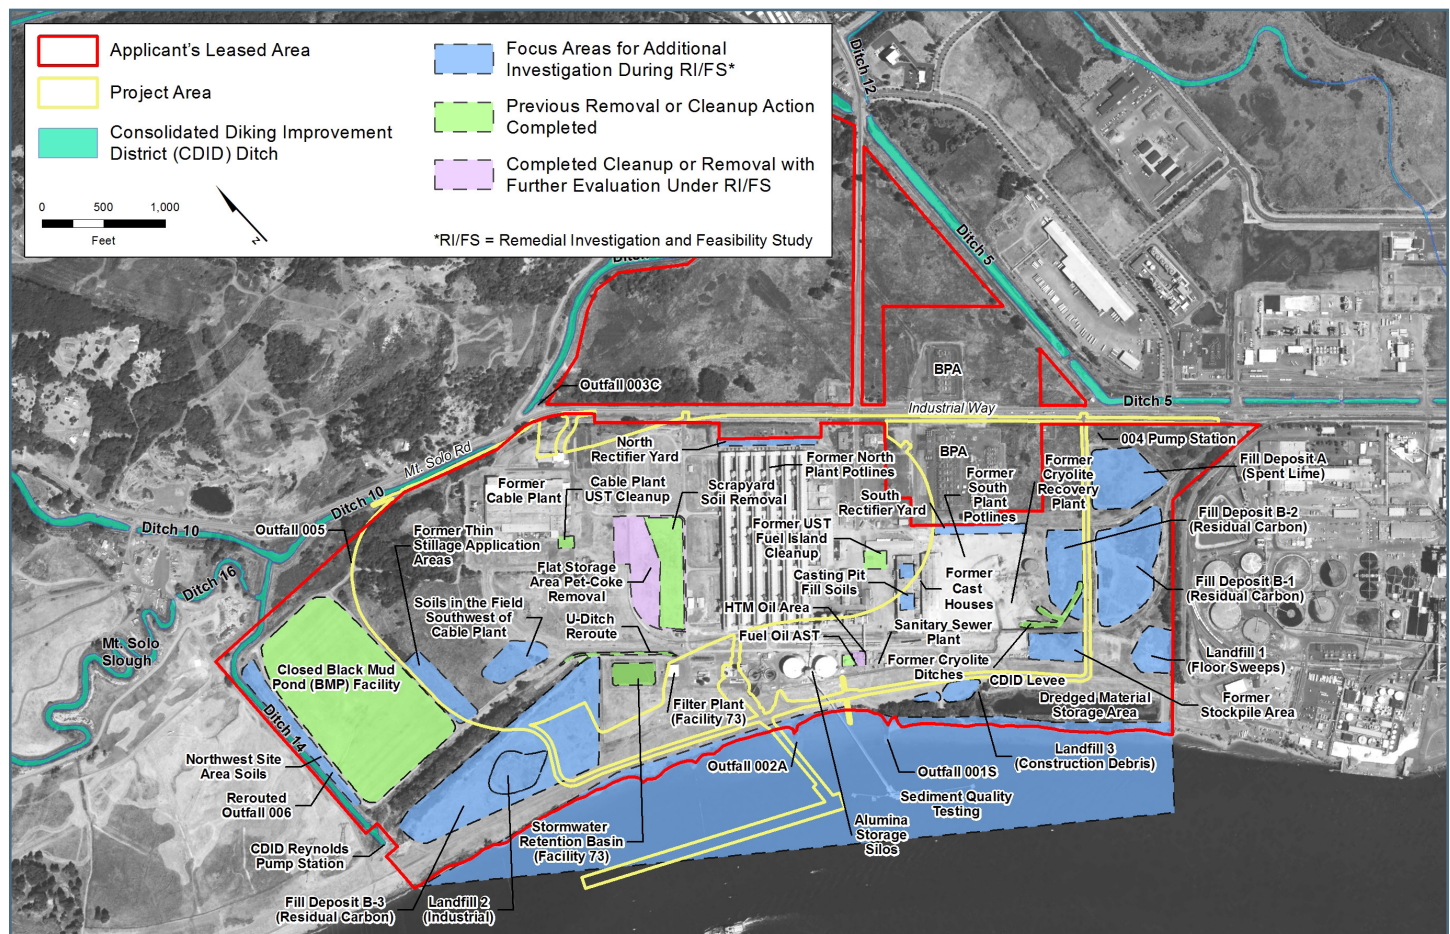 Applicant's Leased Area
Project Area
Consolidated Diking Improvement
District (CDID) Ditch
0 500 1,000
Feet
N
Focus Areas for Additional
Investigation During RI/FS*
Previous Removal or Cleanup Action
Completed
Completed Cleanup or Removal with
Further Evaluation Under RI/FS
*RI/FS = Remedial Investigation and Feasibility Study
Ditch 12
Ditch 5
BPA
Outfall 003C
Industrial Way
Ditch 5
Mt. Solo Rd
North
Rectifier Yard
Former North
Plant Potlines
BPA
004 Pump Station
Former
Cryolite
Recovery
Plant
Fill Deposit A
(Spent Lime)
Former
Cable Plant
Cable Plant
UST Cleanup
Scrapyard
Soil Removal
South
Rectifier Yard
Former
South
Plant
Potlines
Ditch 10
Ditch 10
Outfall 005
Former Thin
Stillage Application
Areas
Former UST
Fuel Island
Cleanup
Fill Deposit B-2
(Residual Carbon)
Flat Storage
Area Pet-Coke
Removal
Casting Pit
Fill Soils
Former
Cast
Houses
Fill Deposit B-1
(Residual Carbon)
Ditch 16
Soils in the Field
Southwest of
Cable Plant
U-Ditch
Reroute
HTM Oil Area
Sanitary Sewer
Plant
Fuel Oil AST
Mt. Solo
Slough
Closed Black Mud
Pond (BMP) Facility
Former Cryolite
Ditches
CDID Levee
Landfill 1
(Floor Sweeps)
Filter Plant
(Facility 73)
Dredged Material
Storage Area
Former
Stockpile Area
Ditch 14
Northwest Site
Area Soils
Outfall 002A
Outfall 001S
Landfill 3
(Construction Debris)
Rerouted
Outfall 006
Sediment Quality
Testing
CDID Reynolds
Pump Station
Stormwater
Retention Basin
(Facility 73)
Alumina
Storage
Silos
Fill Deposit B-3
(Residual Carbon)
Landfill 2
(Industrial)